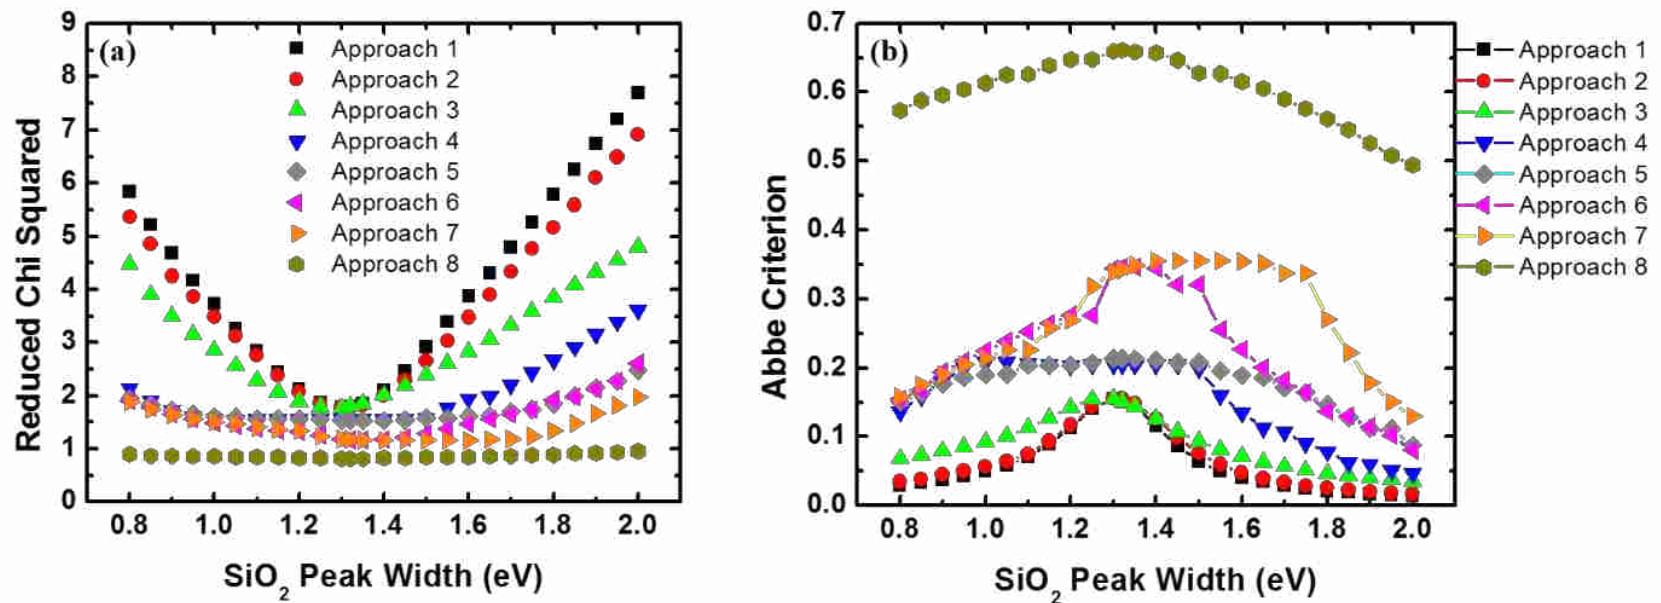 (a)
Reduced Chi Squared
9
8
7
6
5
4
3
2
1
0
Approach 1
Approach 2
Approach 3
Approach 4
Approach 5
Approach 6
Approach 7
Approach 8
0.8 1.0 1.2 1.4 1.6 1.8 2.0
SiO₂ Peak Width (eV)
(b)
Abbe Criterion
0.7
0.6
0.5
0.4
0.3
0.2
0.1
0.0
0.8 1.0 1.2 1.4 1.6 1.8 2.0
SiO₂ Peak Width (eV)
Approach 1
Approach 2
Approach 3
Approach 4
Approach 5
Approach 6
Approach 7
Approach 8